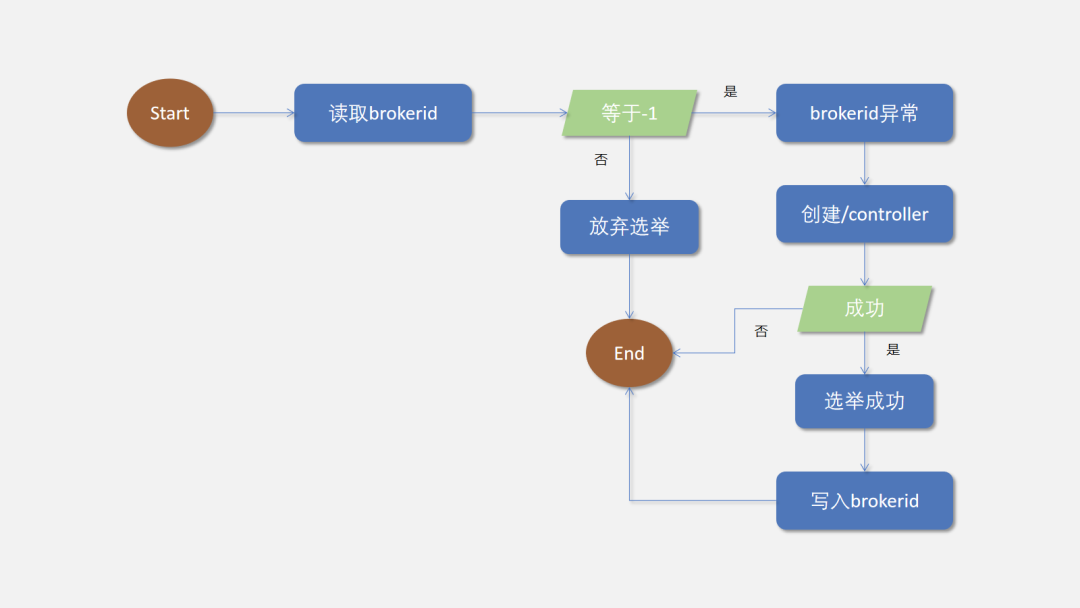 Start
读取brokerid
等于-1
是
brokerid异常
否
放弃选举
创建/controller
成功
否
是
End
选举成功
写入brokerid